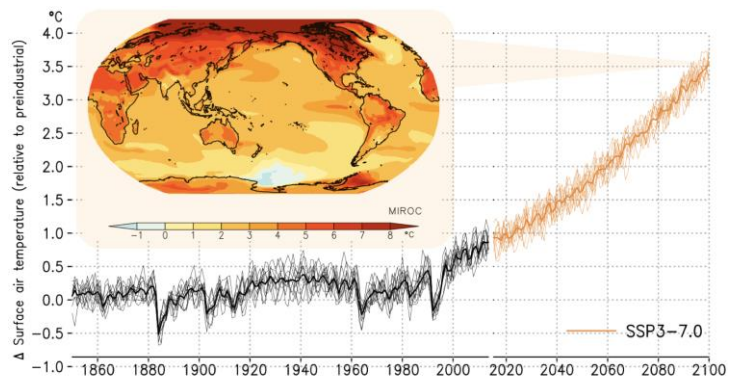 °C
4.0
3.5
3.0
2.5
2.0
1.5
1.0
0.5
0.0
−0.5
−1.0
Δ Surface air temperature (relative to preindustrial)
MIROC
−1 0 1 2 3 4 5 6 7 8 °C
SSP3−7.0
1860 1880 1900 1920 1940 1960 1980 2000 2020 2040 2060 2080 2100